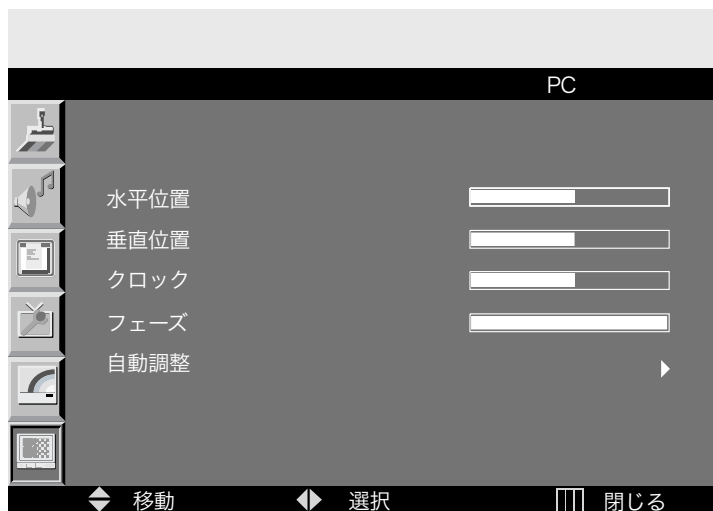 PC
水平位置
垂直位置
クロック
フェーズ
自動調整
移動 選択 閉じる